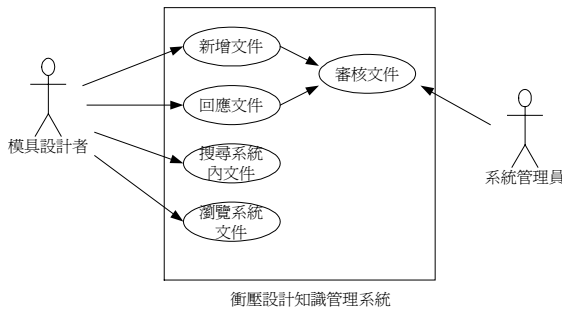 新增文件
審核文件
回應文件
模具設計者
搜尋系統
內文件
系統管理員
瀏覽系統
文件
衝壓設計知識管理系統